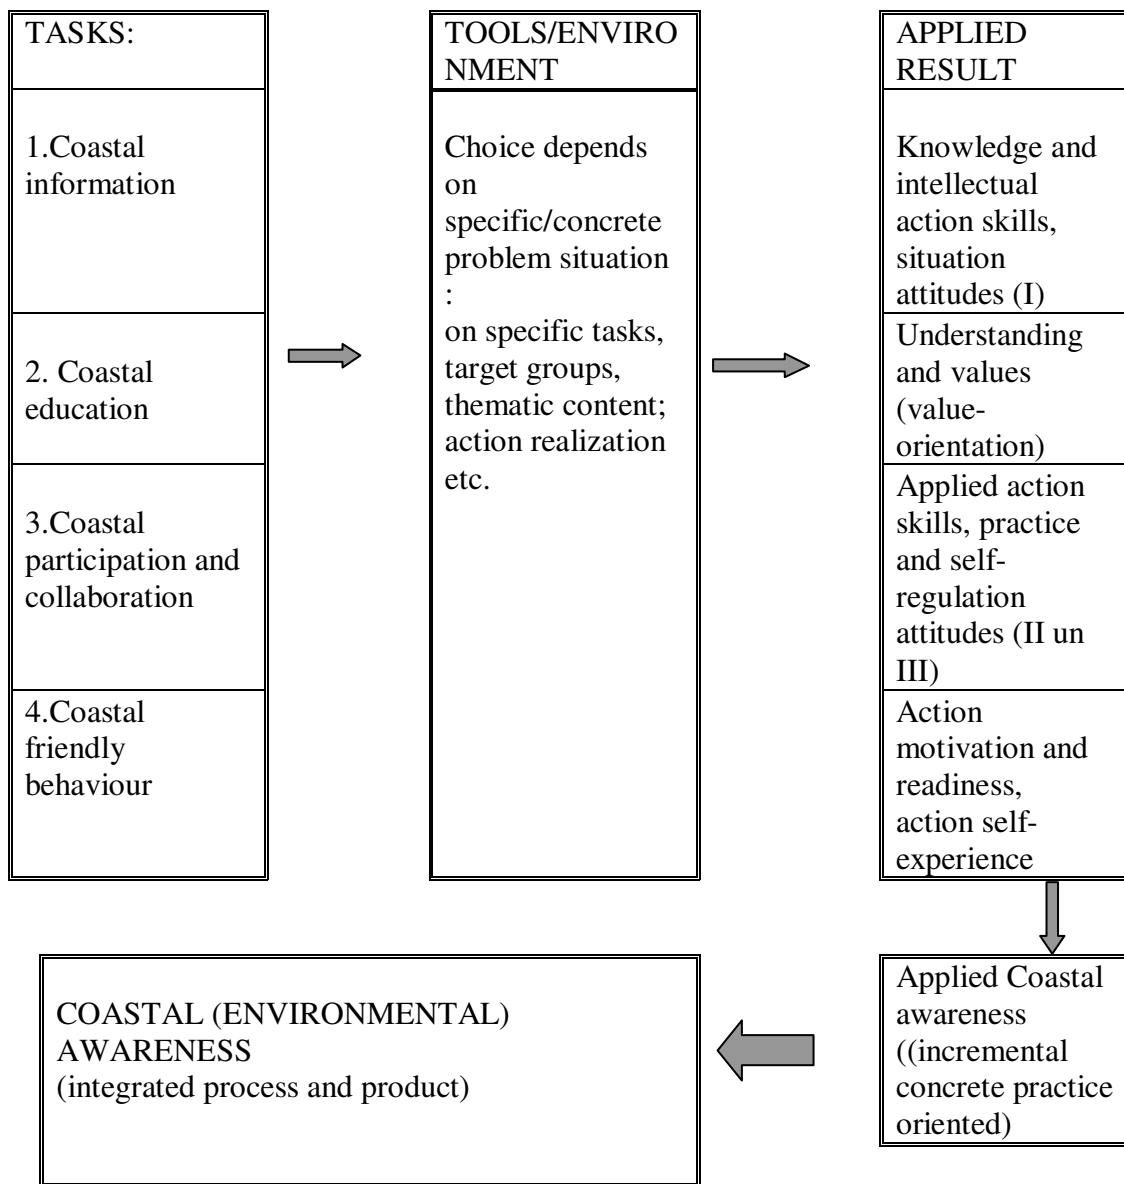 TASKS:
1.Coastal
information
2. Coastal
education
3.Coastal
participation and
collaboration
4.Coastal
friendly
behaviour
TOOLS/ENVIRO
NMENT
Choice depends
on
specific/concrete
problem situation
:
on specific tasks,
target groups,
thematic content;
action realization
etc.
APPLIED
RESULT
Knowledge and
intellectual
action skills,
situation
attitudes (I)
Understanding
and values
(value-
orientation)
Applied action
skills, practice
and self-
regulation
attitudes (II un
III)
Action
motivation and
readiness,
action self-
experience
Applied Coastal
awareness
((incremental
concrete practice
oriented)
COASTAL (ENVIRONMENTAL)
AWARENESS
(integrated process and product)